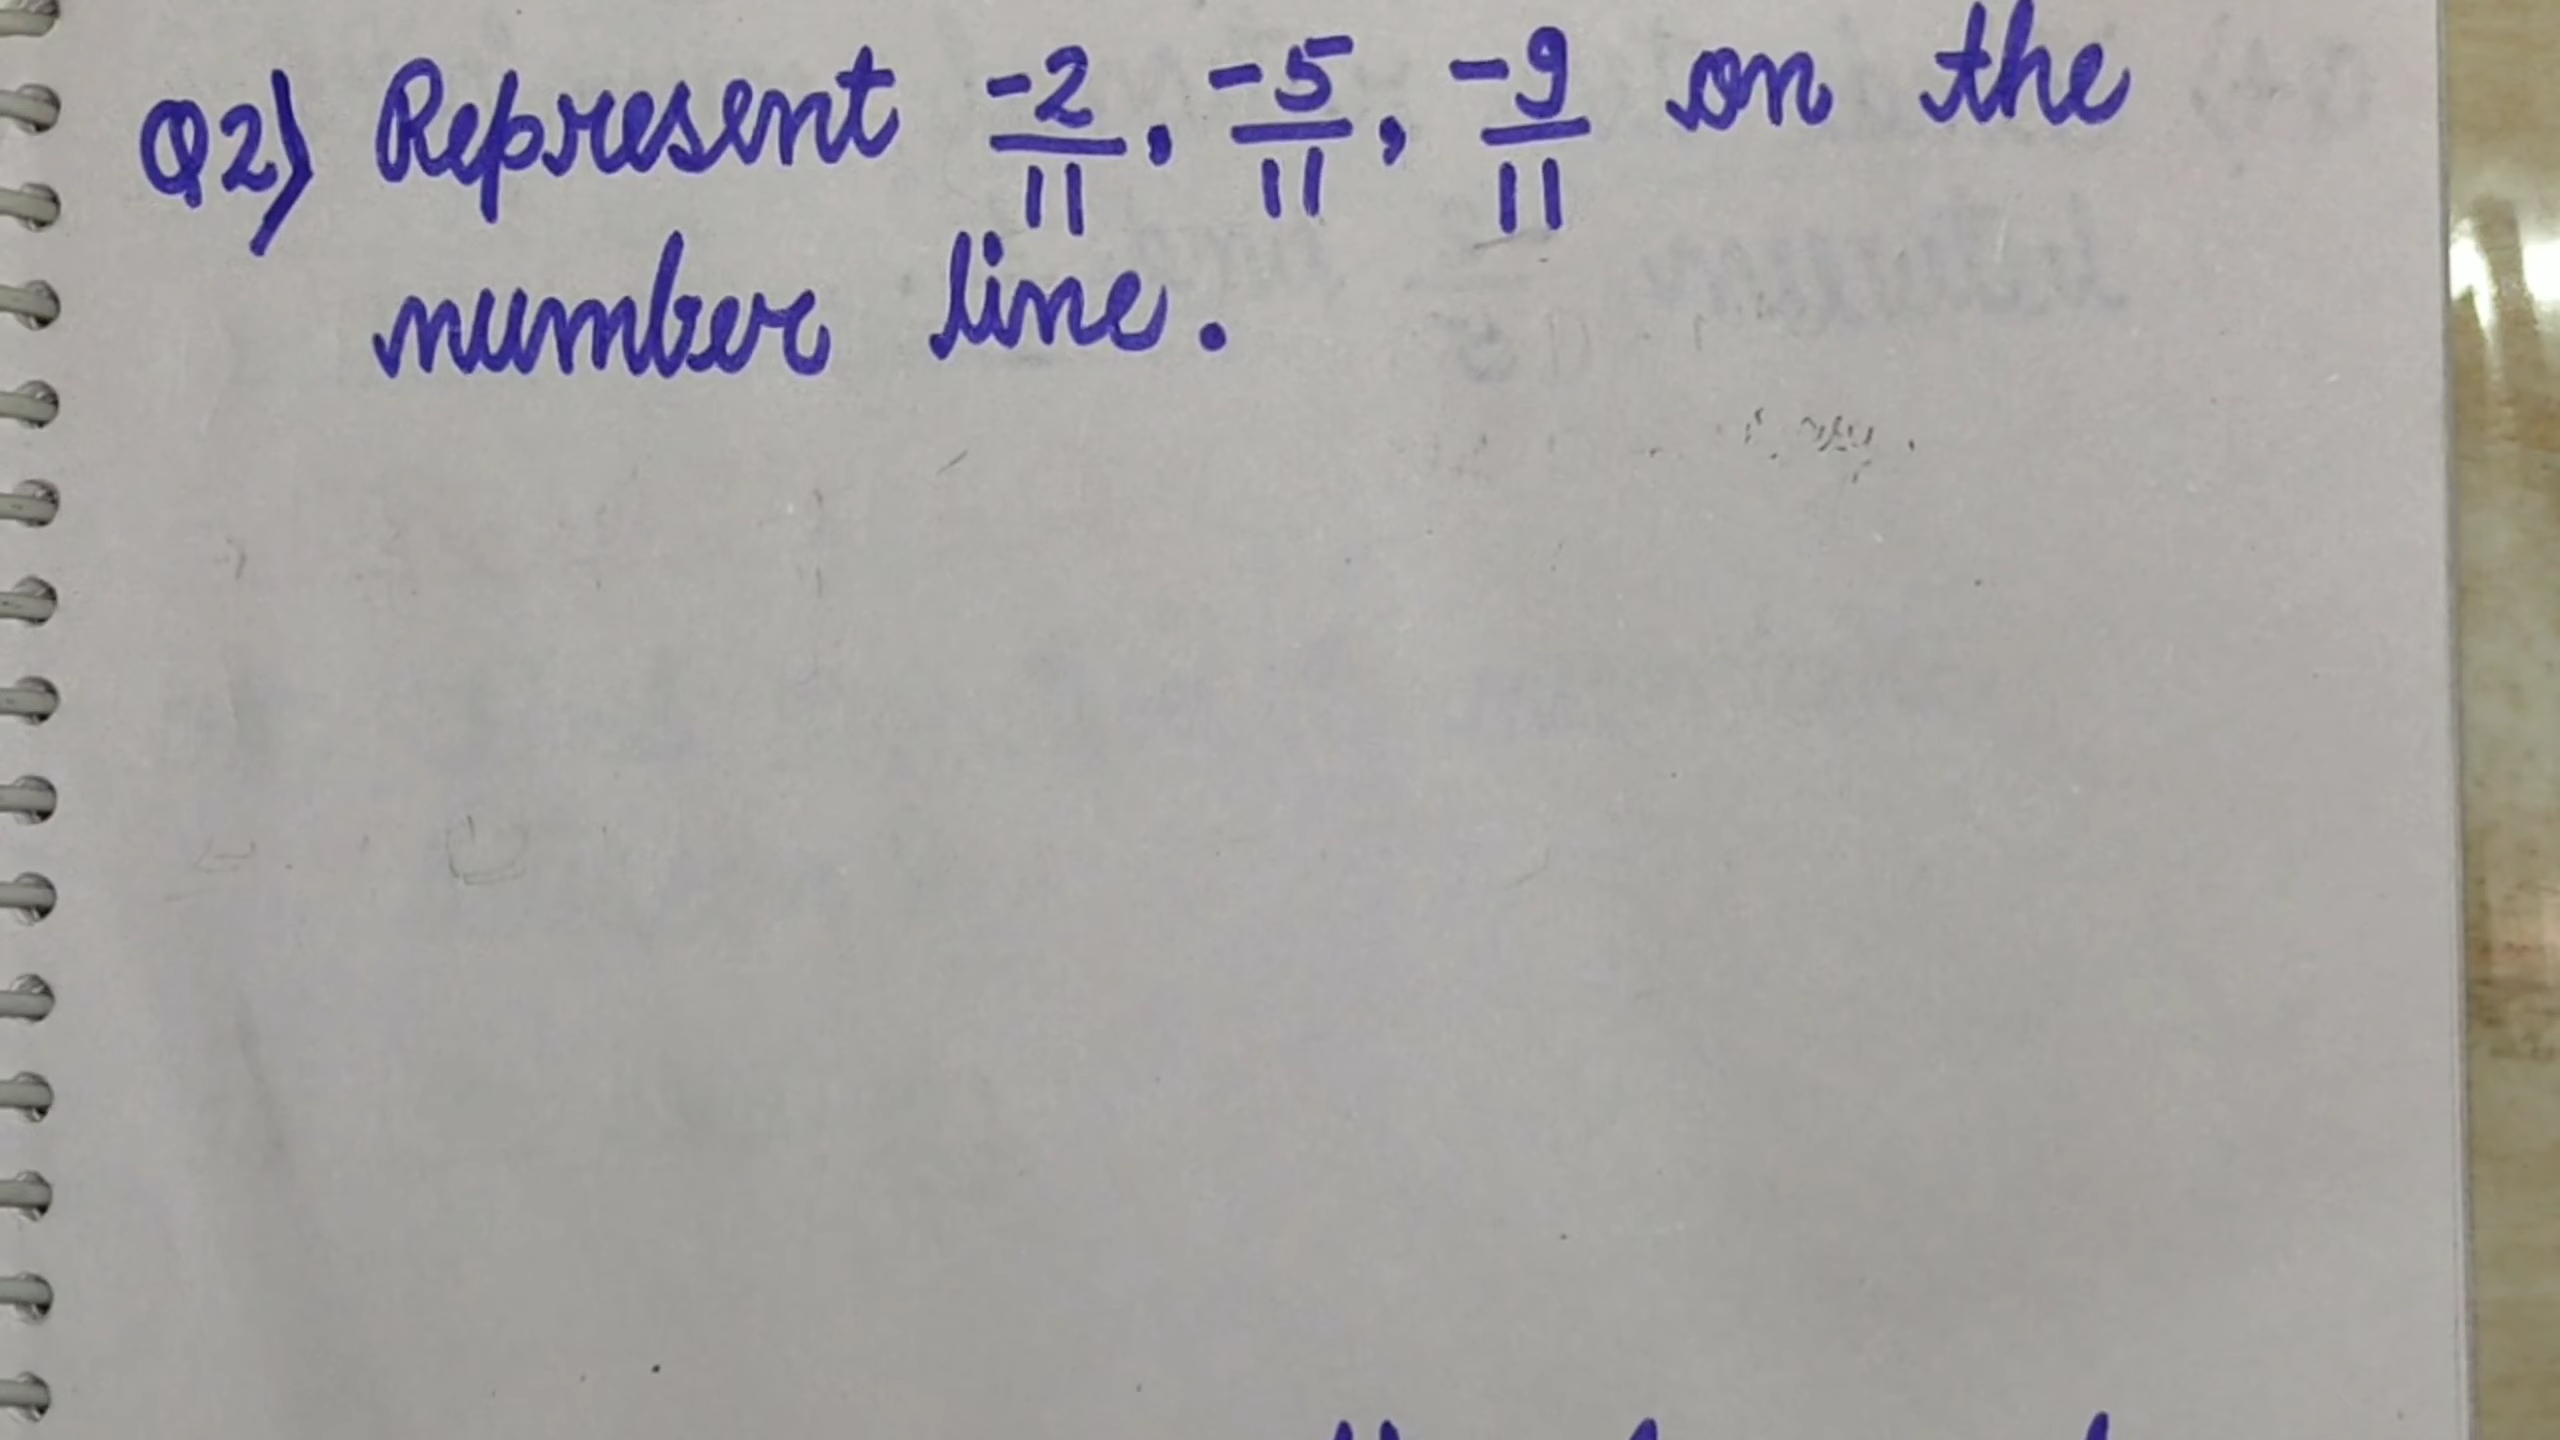 Q2) Represent -2/11, -5/11, -9/11 on the
number line.